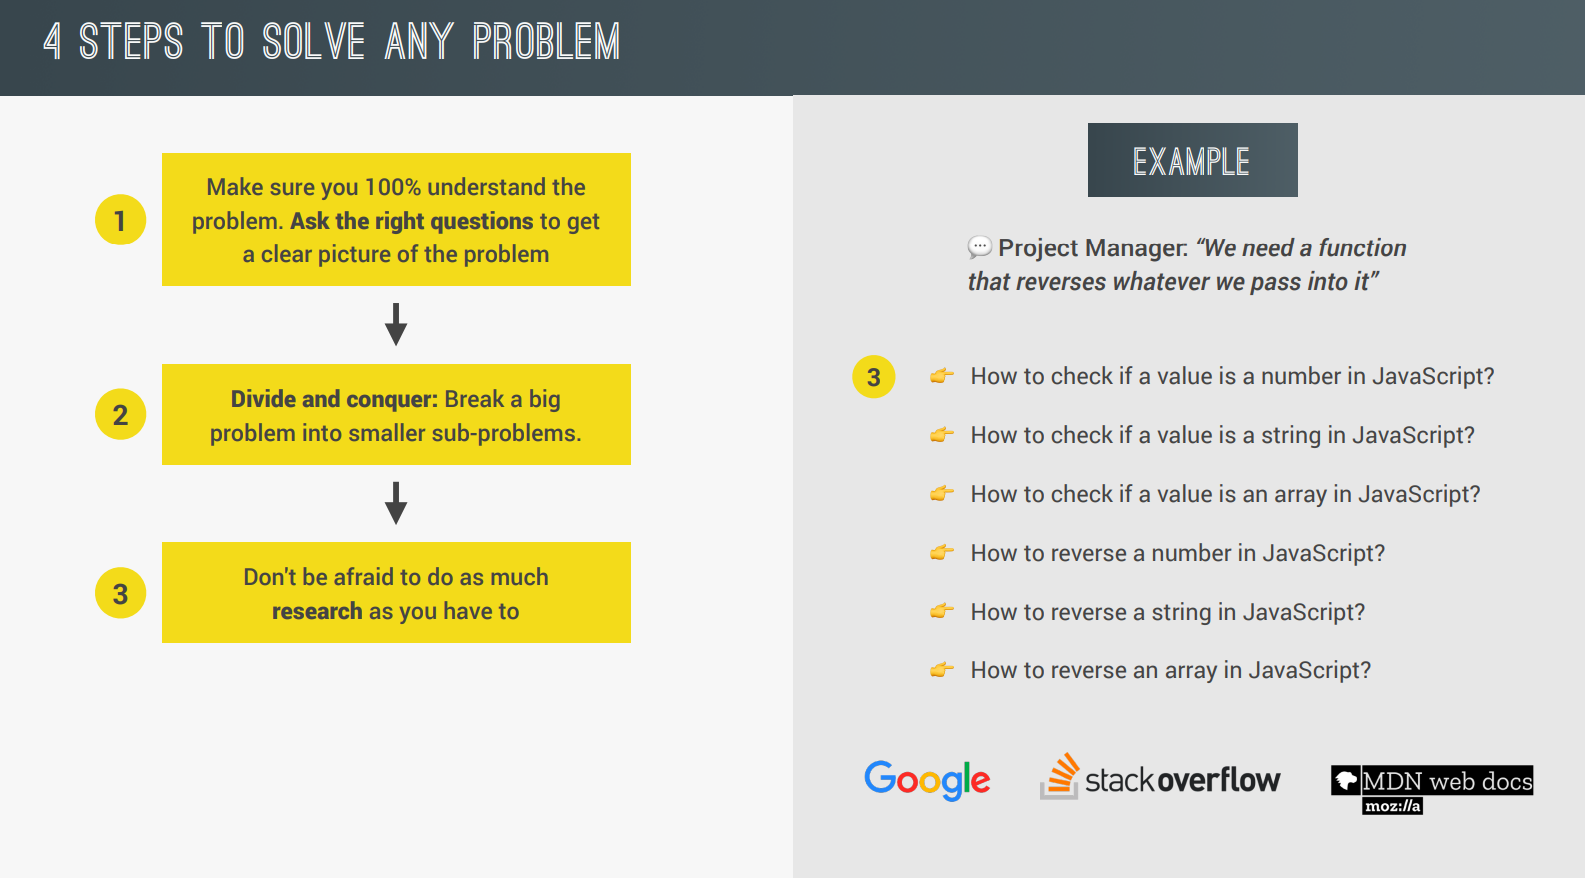 4 STEPS TO SOLVE ANY PROBLEM
1
Make sure you 100% understand the
problem. Ask the right questions to get
a clear picture of the problem
2
Divide and conquer: Break a big
problem into smaller sub-problems.
3
Don't be afraid to do as much
research as you have to
EXAMPLE
💬 Project Manager: “We need a function
that reverses whatever we pass into it”
3
👉 How to check if a value is a number in JavaScript?
👉 How to check if a value is a string in JavaScript?
👉 How to check if a value is an array in JavaScript?
👉 How to reverse a number in JavaScript?
👉 How to reverse a string in JavaScript?
👉 How to reverse an array in JavaScript?
Google
stackoverflow
MDN web docs
moz://a